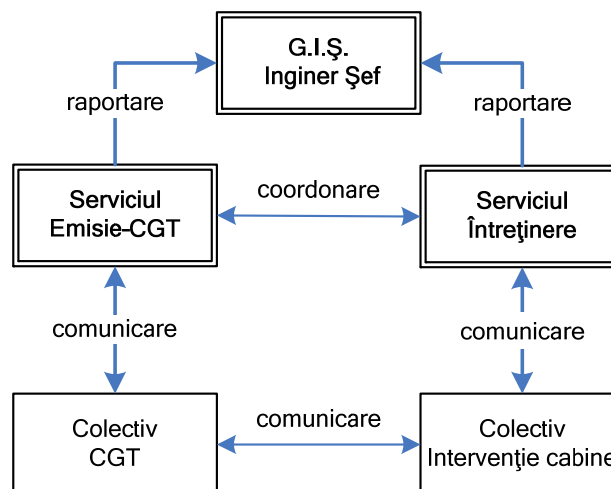 G.I.Ş.
Inginer Şef
raportare
raportare
Serviciul
Emisie-CGT
coordonare
Serviciul
Întreţinere
comunicare
comunicare
Colectiv
CGT
comunicare
Colectiv
Intervenţie cabine